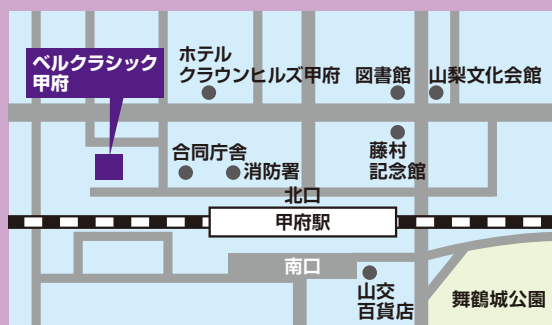 ベルクラシック
甲府
ホテル
クラウンヒルズ甲府
図書館
山梨文化会館
合同庁舎
消防署
藤村
記念館
北口
甲府駅
南口
山交
百貨店
舞鶴城公園